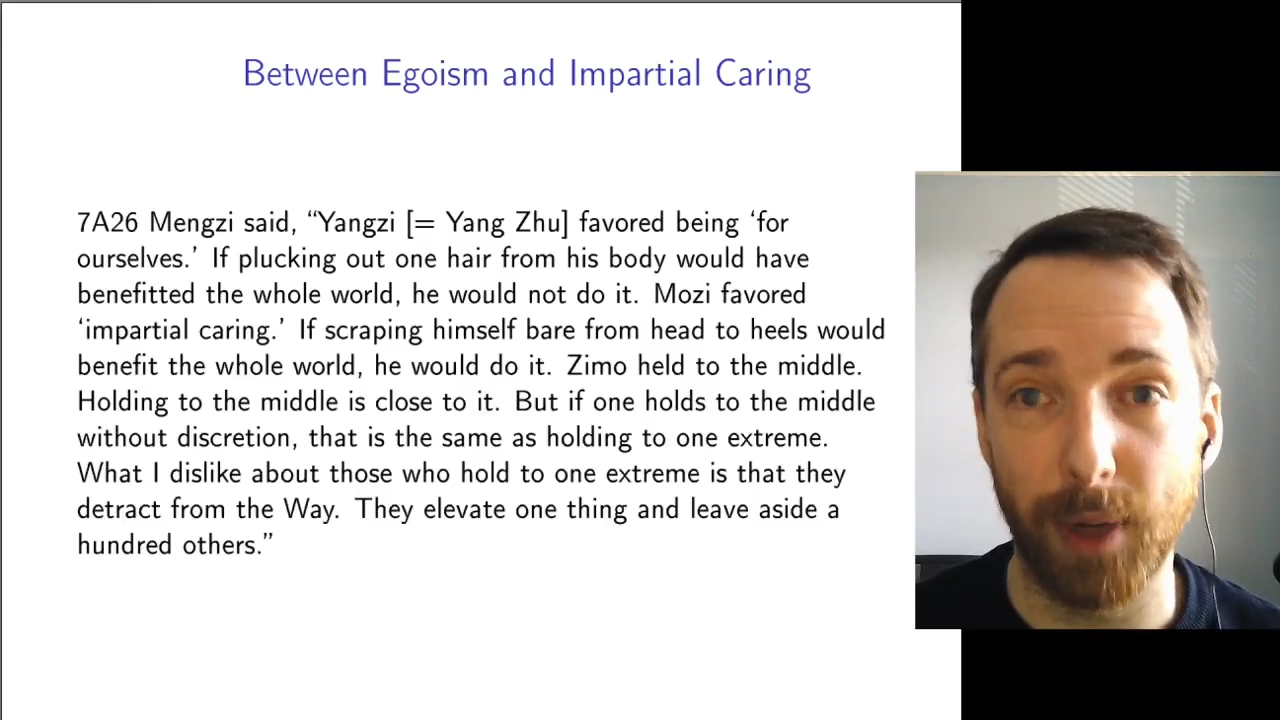 Between Egoism and Impartial Caring
7A26 Mengzi said, “Yangzi [= Yang Zhu] favored being ‘for
ourselves.’ If plucking out one hair from his body would have
benefitted the whole world, he would not do it. Mozi favored
‘impartial caring.’ If scraping himself bare from head to heels would
benefit the whole world, he would do it. Zimo held to the middle.
Holding to the middle is close to it. But if one holds to the middle
without discretion, that is the same as holding to one extreme.
What I dislike about those who hold to one extreme is that they
detract from the Way. They elevate one thing and leave aside a
hundred others.”